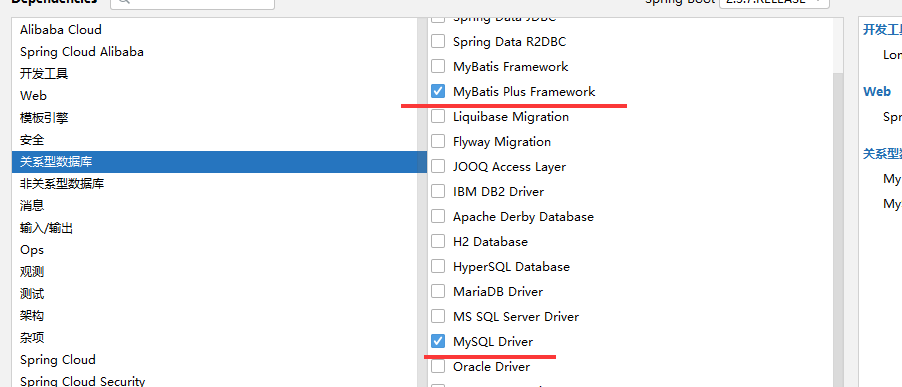 Dependencies
Spring Boot 2.3.7.RELEASE
Alibaba Cloud
Spring Cloud Alibaba
开发工具
Web
模板引擎
安全
关系型数据库
非关系型数据库
消息
输入/输出
Ops
观测
测试
架构
杂项
Spring Cloud
Spring Cloud Security
Spring Data JDBC
Spring Data R2DBC
MyBatis Framework
MyBatis Plus Framework
Liquibase Migration
Flyway Migration
JOOQ Access Layer
IBM DB2 Driver
Apache Derby Database
H2 Database
HyperSQL Database
MariaDB Driver
MS SQL Server Driver
MySQL Driver
Oracle Driver
开发工
Lon
Web
Spr
关系型
My
My